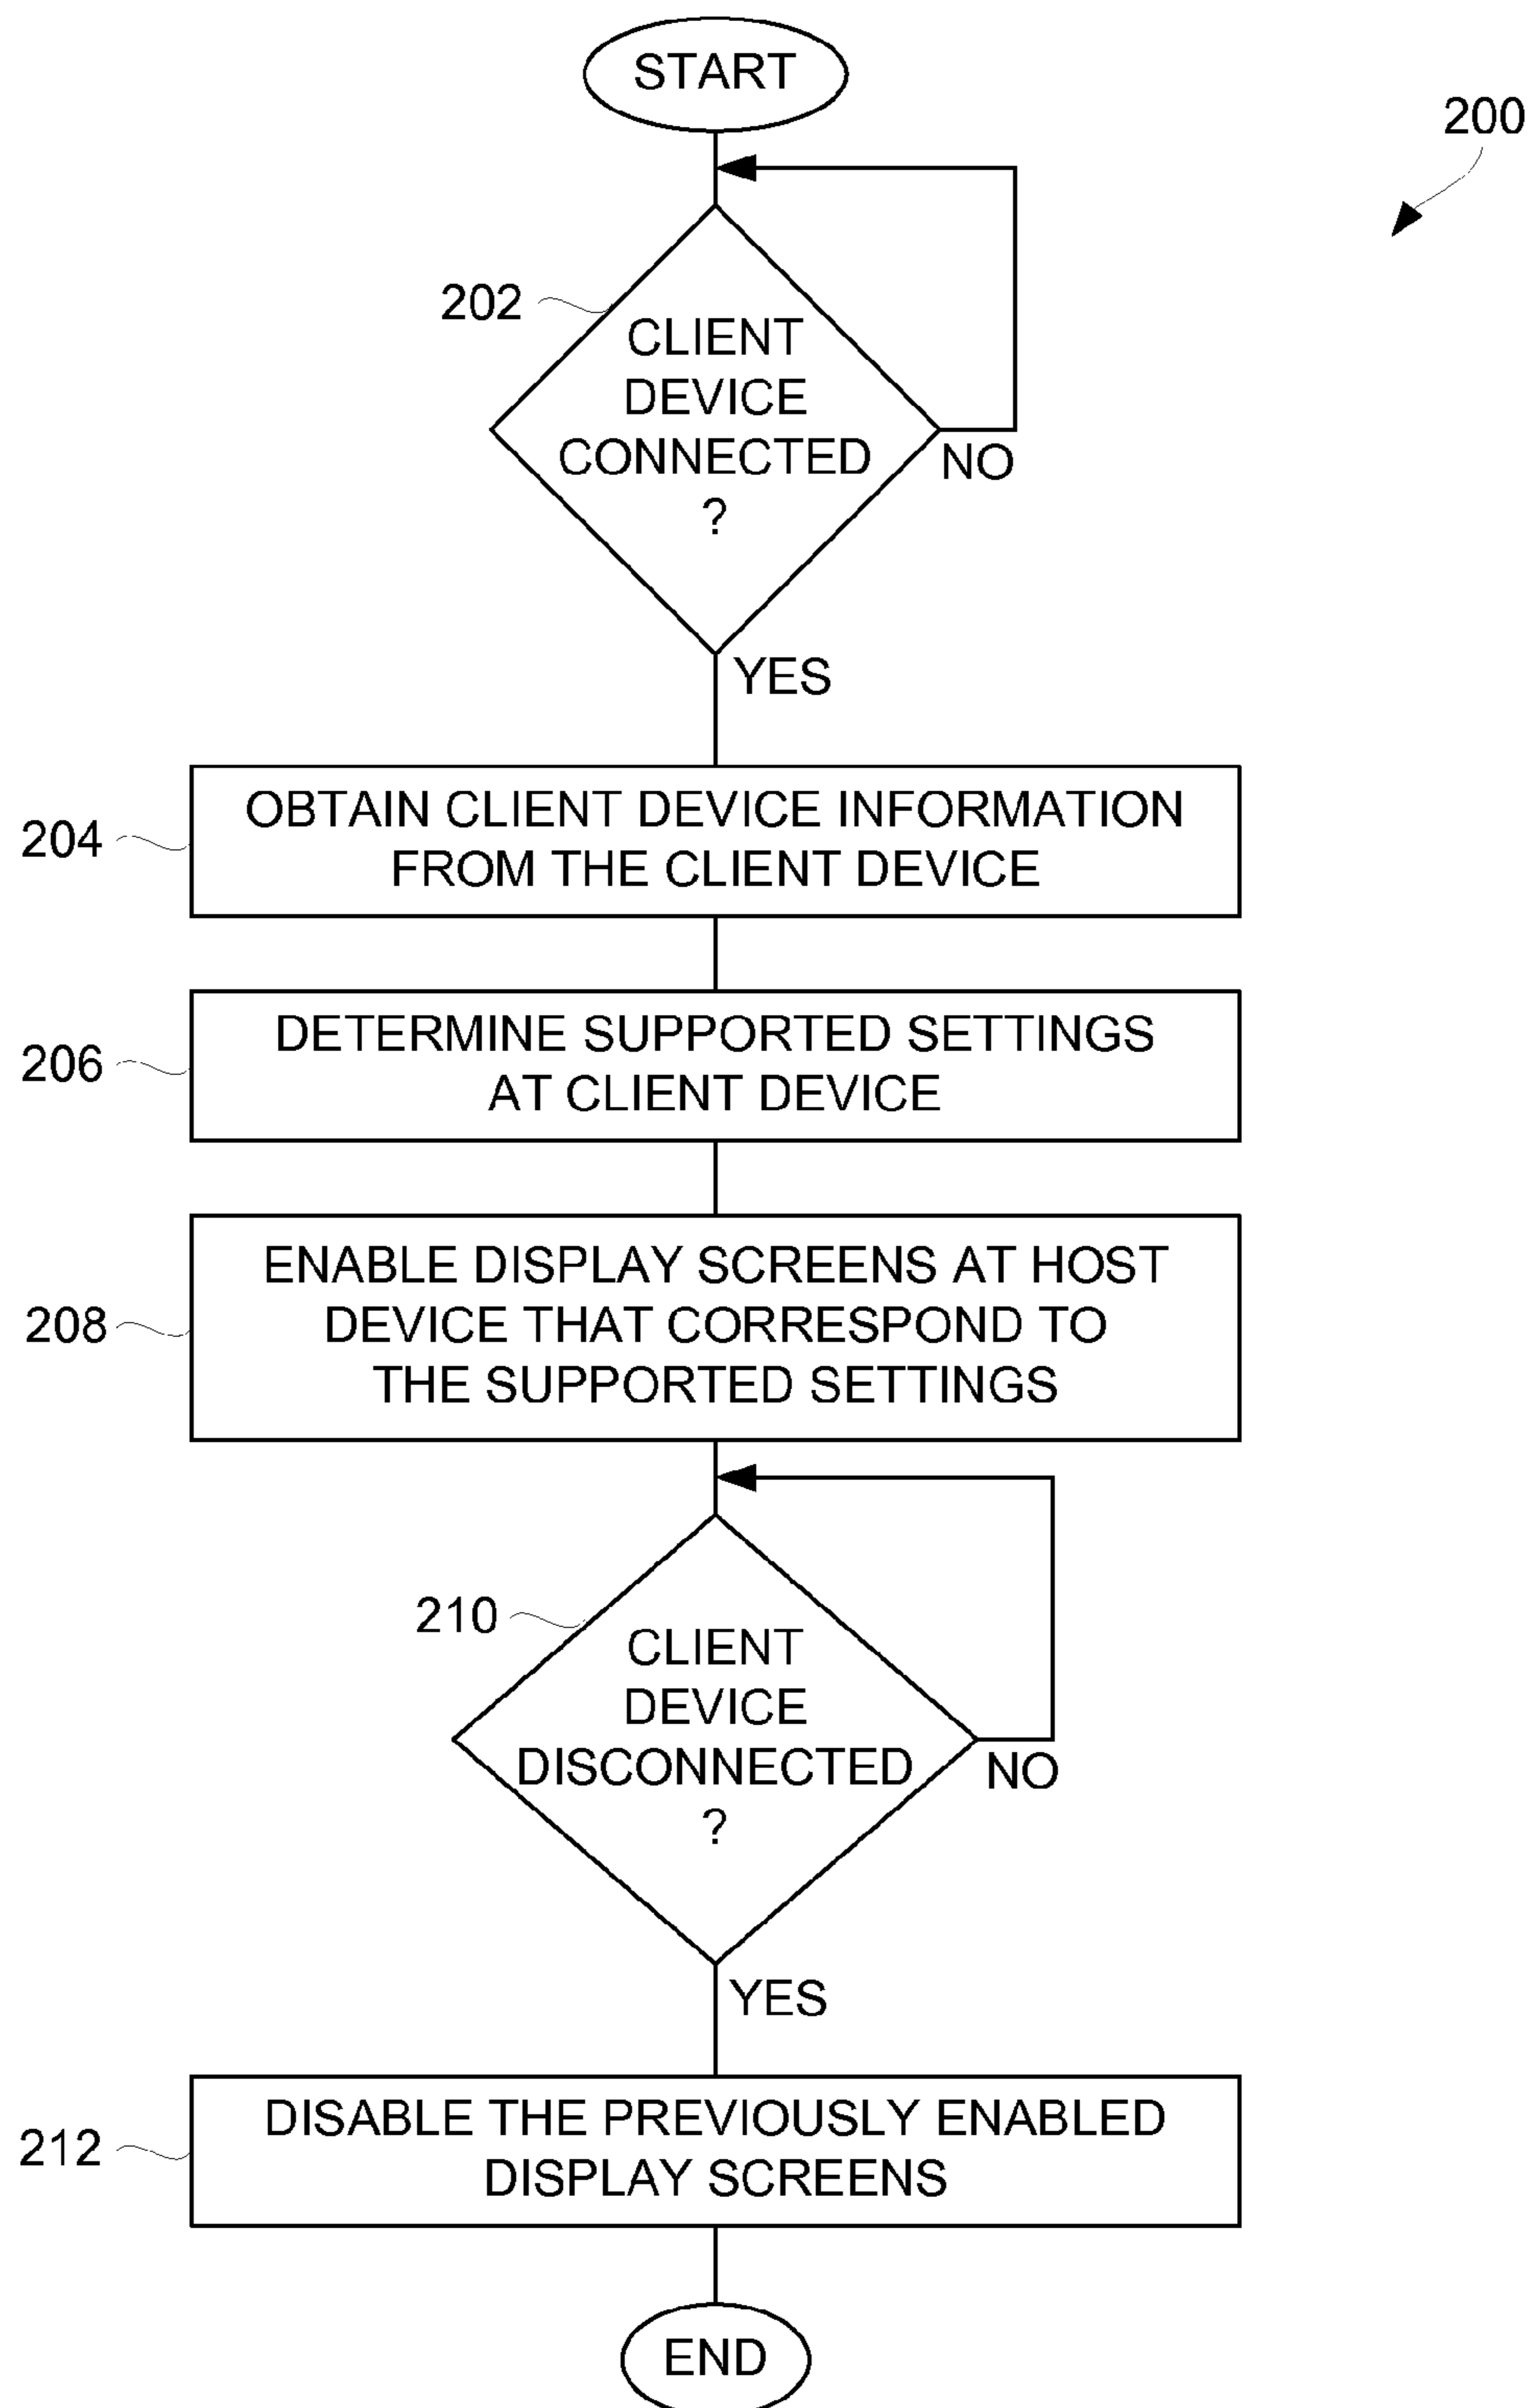 START
200
202
CLIENT
DEVICE
CONNECTED
?
NO
YES
204
OBTAIN CLIENT DEVICE INFORMATION
FROM THE CLIENT DEVICE
206
DETERMINE SUPPORTED SETTINGS
AT CLIENT DEVICE
208
ENABLE DISPLAY SCREENS AT HOST
DEVICE THAT CORRESPOND TO
THE SUPPORTED SETTINGS
210
CLIENT
DEVICE
DISCONNECTED
?
NO
YES
212
DISABLE THE PREVIOUSLY ENABLED
DISPLAY SCREENS
END